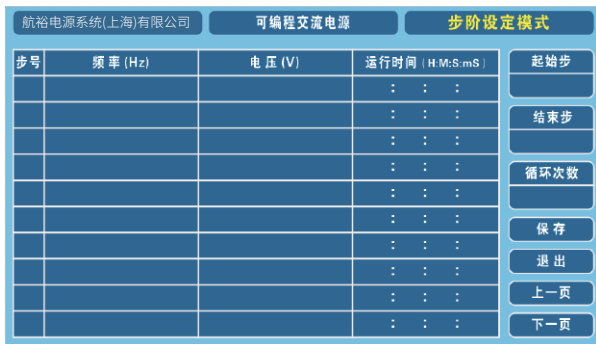 航裕电源系统(上海)有限公司 可编程交流电源 步阶设定模式
步号 频率(Hz) 电压(V) 运行时间(H:M:S:mS) 起始步
: : :
: : : 结束步
: : :
: : : 循环次数
: : :
: : : 保存
: : : 退出
: : :
: : : 上一页
: : : 下一页